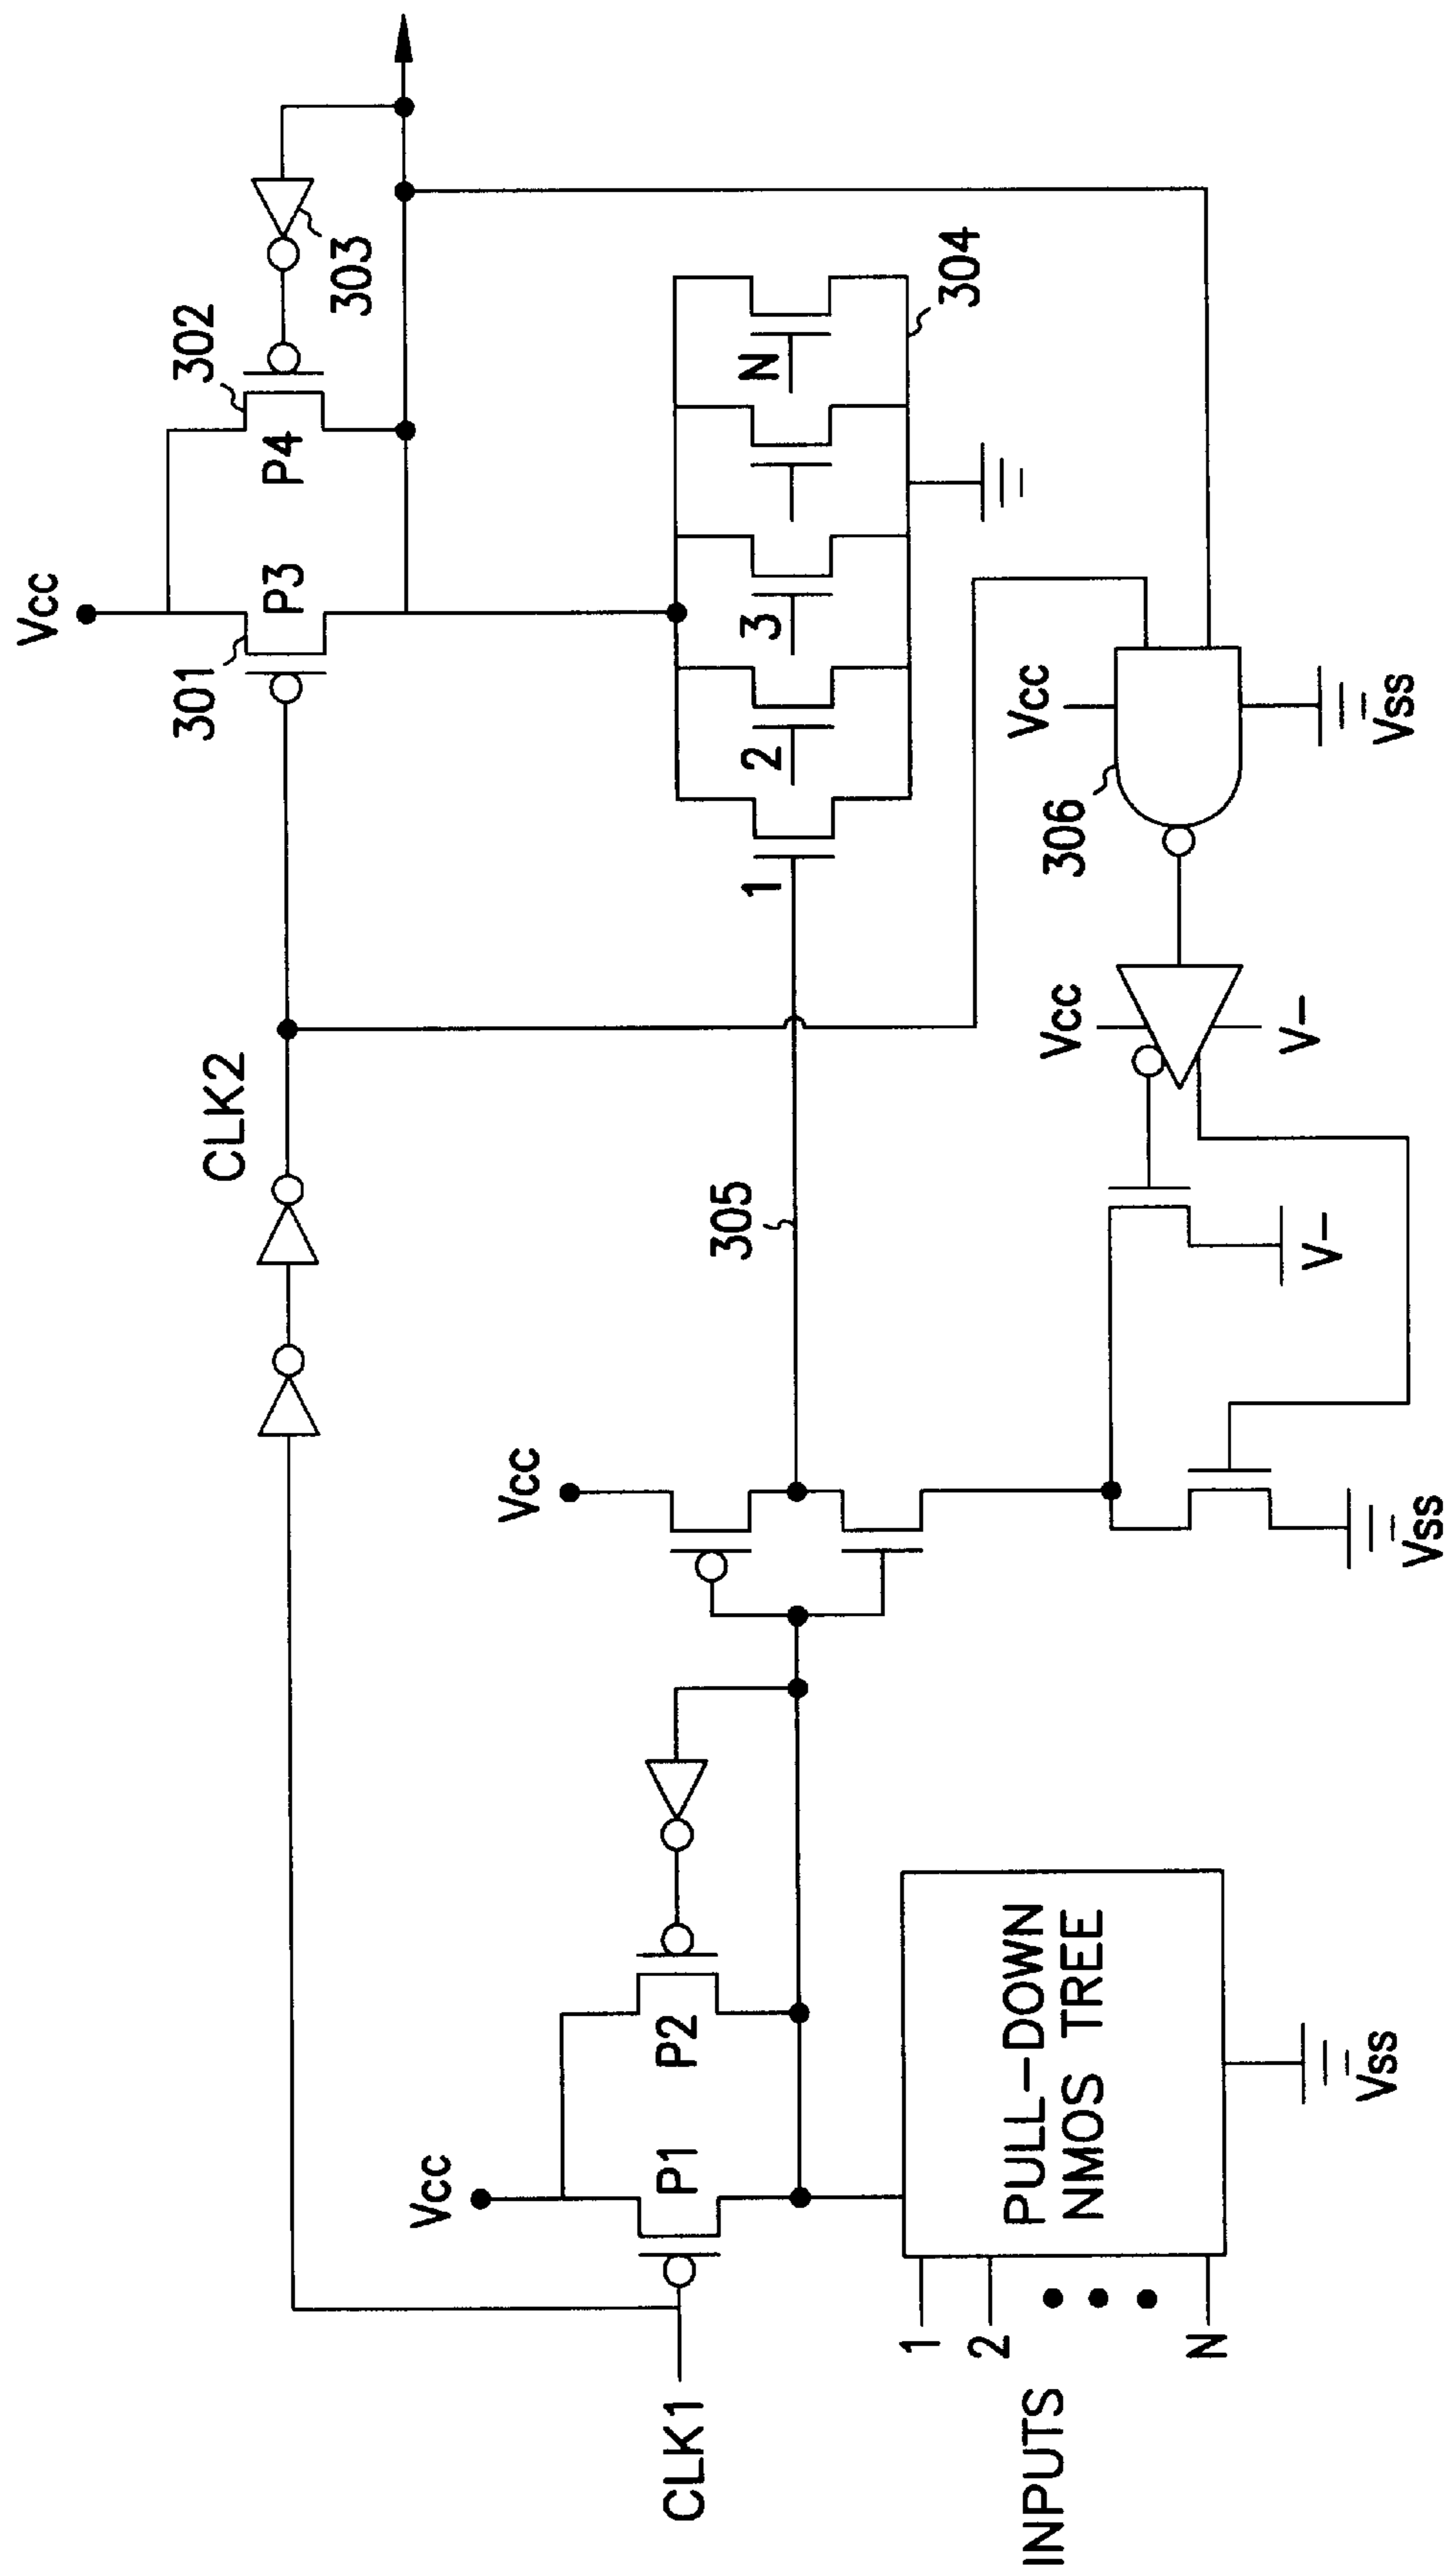 Vcc
301
P3
P4
302
303
CLK2
1
2
3
N
304
305
Vcc
306
Vcc
Vss
Vcc
V-
V-
Vss
Vcc
P1
P2
CLK1
PULL-DOWN
NMOS TREE
Vss
INPUTS
1
2
N